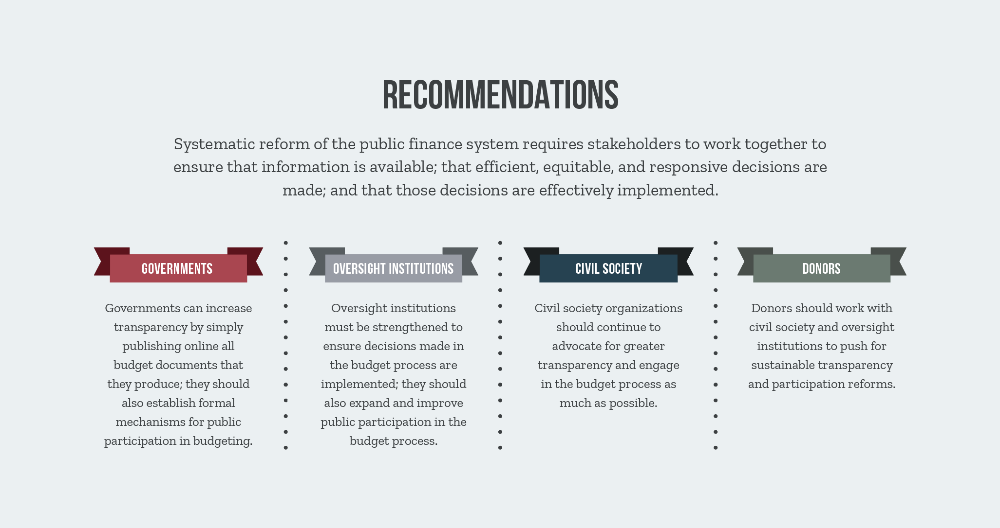 RECOMMENDATIONS
Systematic reform of the public finance system requires stakeholders to work together to
ensure that information is available; that efficient, equitable, and responsive decisions are
made; and that those decisions are effectively implemented.
GOVERNMENTS
Governments can increase
transparency by simply
publishing online all
budget documents that
they produce; they should
also establish formal
mechanisms for public
participation in budgeting.
OVERSIGHT INSTITUTIONS
Oversight institutions
must be strengthened to
ensure decisions made in
the budget process are
implemented; they should
also expand and improve
public participation in the
budget process.
CIVIL SOCIETY
Civil society organizations
should continue to
advocate for greater
transparency and engage
in the budget process as
much as possible.
DONORS
Donors should work with
civil society and oversight
institutions to push for
sustainable transparency
and participation reforms.